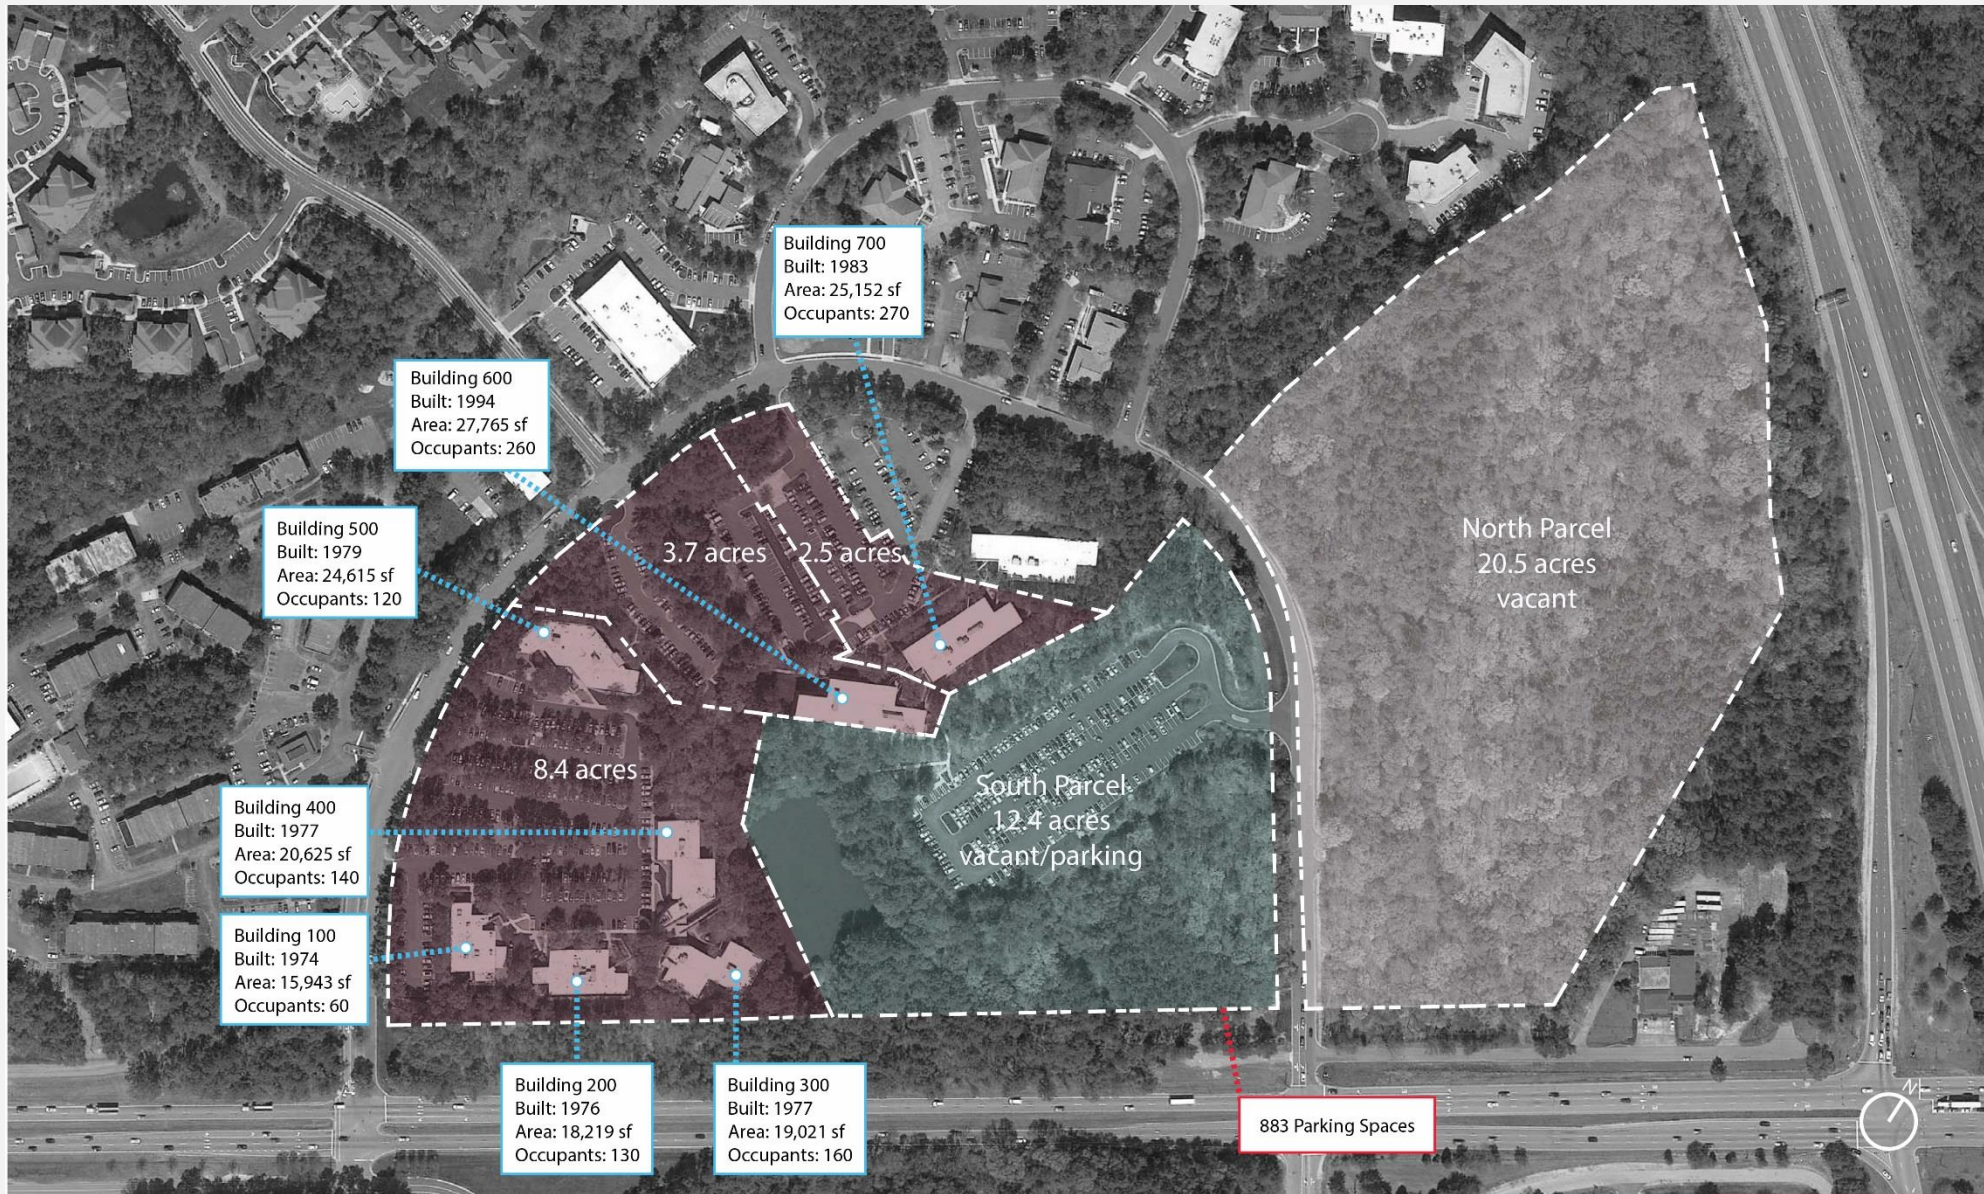 Building 700
Built: 1983
Area: 25,152 sf
Occupants: 270
Building 600
Built: 1994
Area: 27,765 sf
Occupants: 260
Building 500
Built: 1979
Area: 24,615 sf
Occupants: 120
3.7 acres
2.5 acres
North Parcel
20.5 acres
vacant
8.4 acres
South Parcel
12.4 acres
vacant/parking
Building 400
Built: 1977
Area: 20,625 sf
Occupants: 140
Building 100
Built: 1974
Area: 15,943 sf
Occupants: 60
Building 200
Built: 1976
Area: 18,219 sf
Occupants: 130
Building 300
Built: 1977
Area: 19,021 sf
Occupants: 160
883 Parking Spaces
N